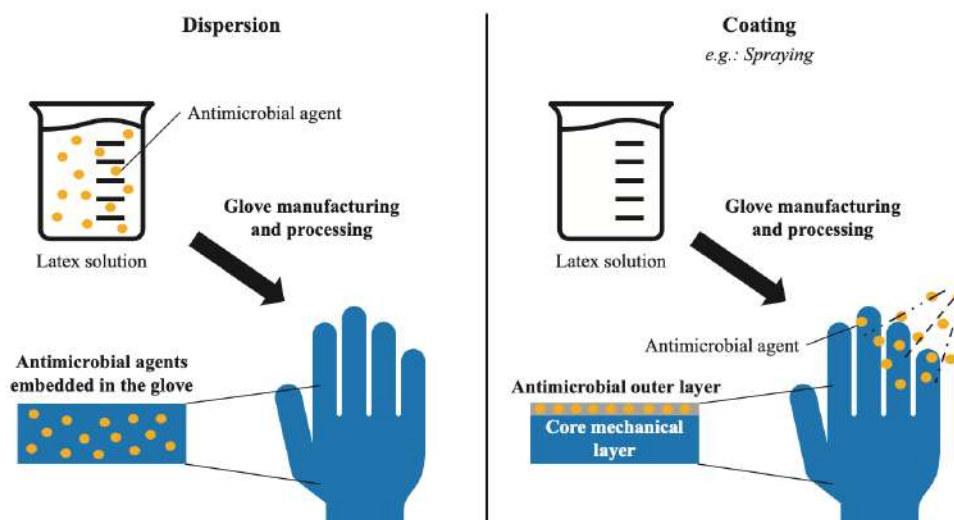 Dispersion
Antimicrobial agent
Glove manufacturing
and processing
Latex solution
Antimicrobial agents
embedded in the glove
Coating
e.g.: Spraying
Glove manufacturing
and processing
Latex solution
Antimicrobial agent
Antimicrobial outer layer
Core mechanical
layer